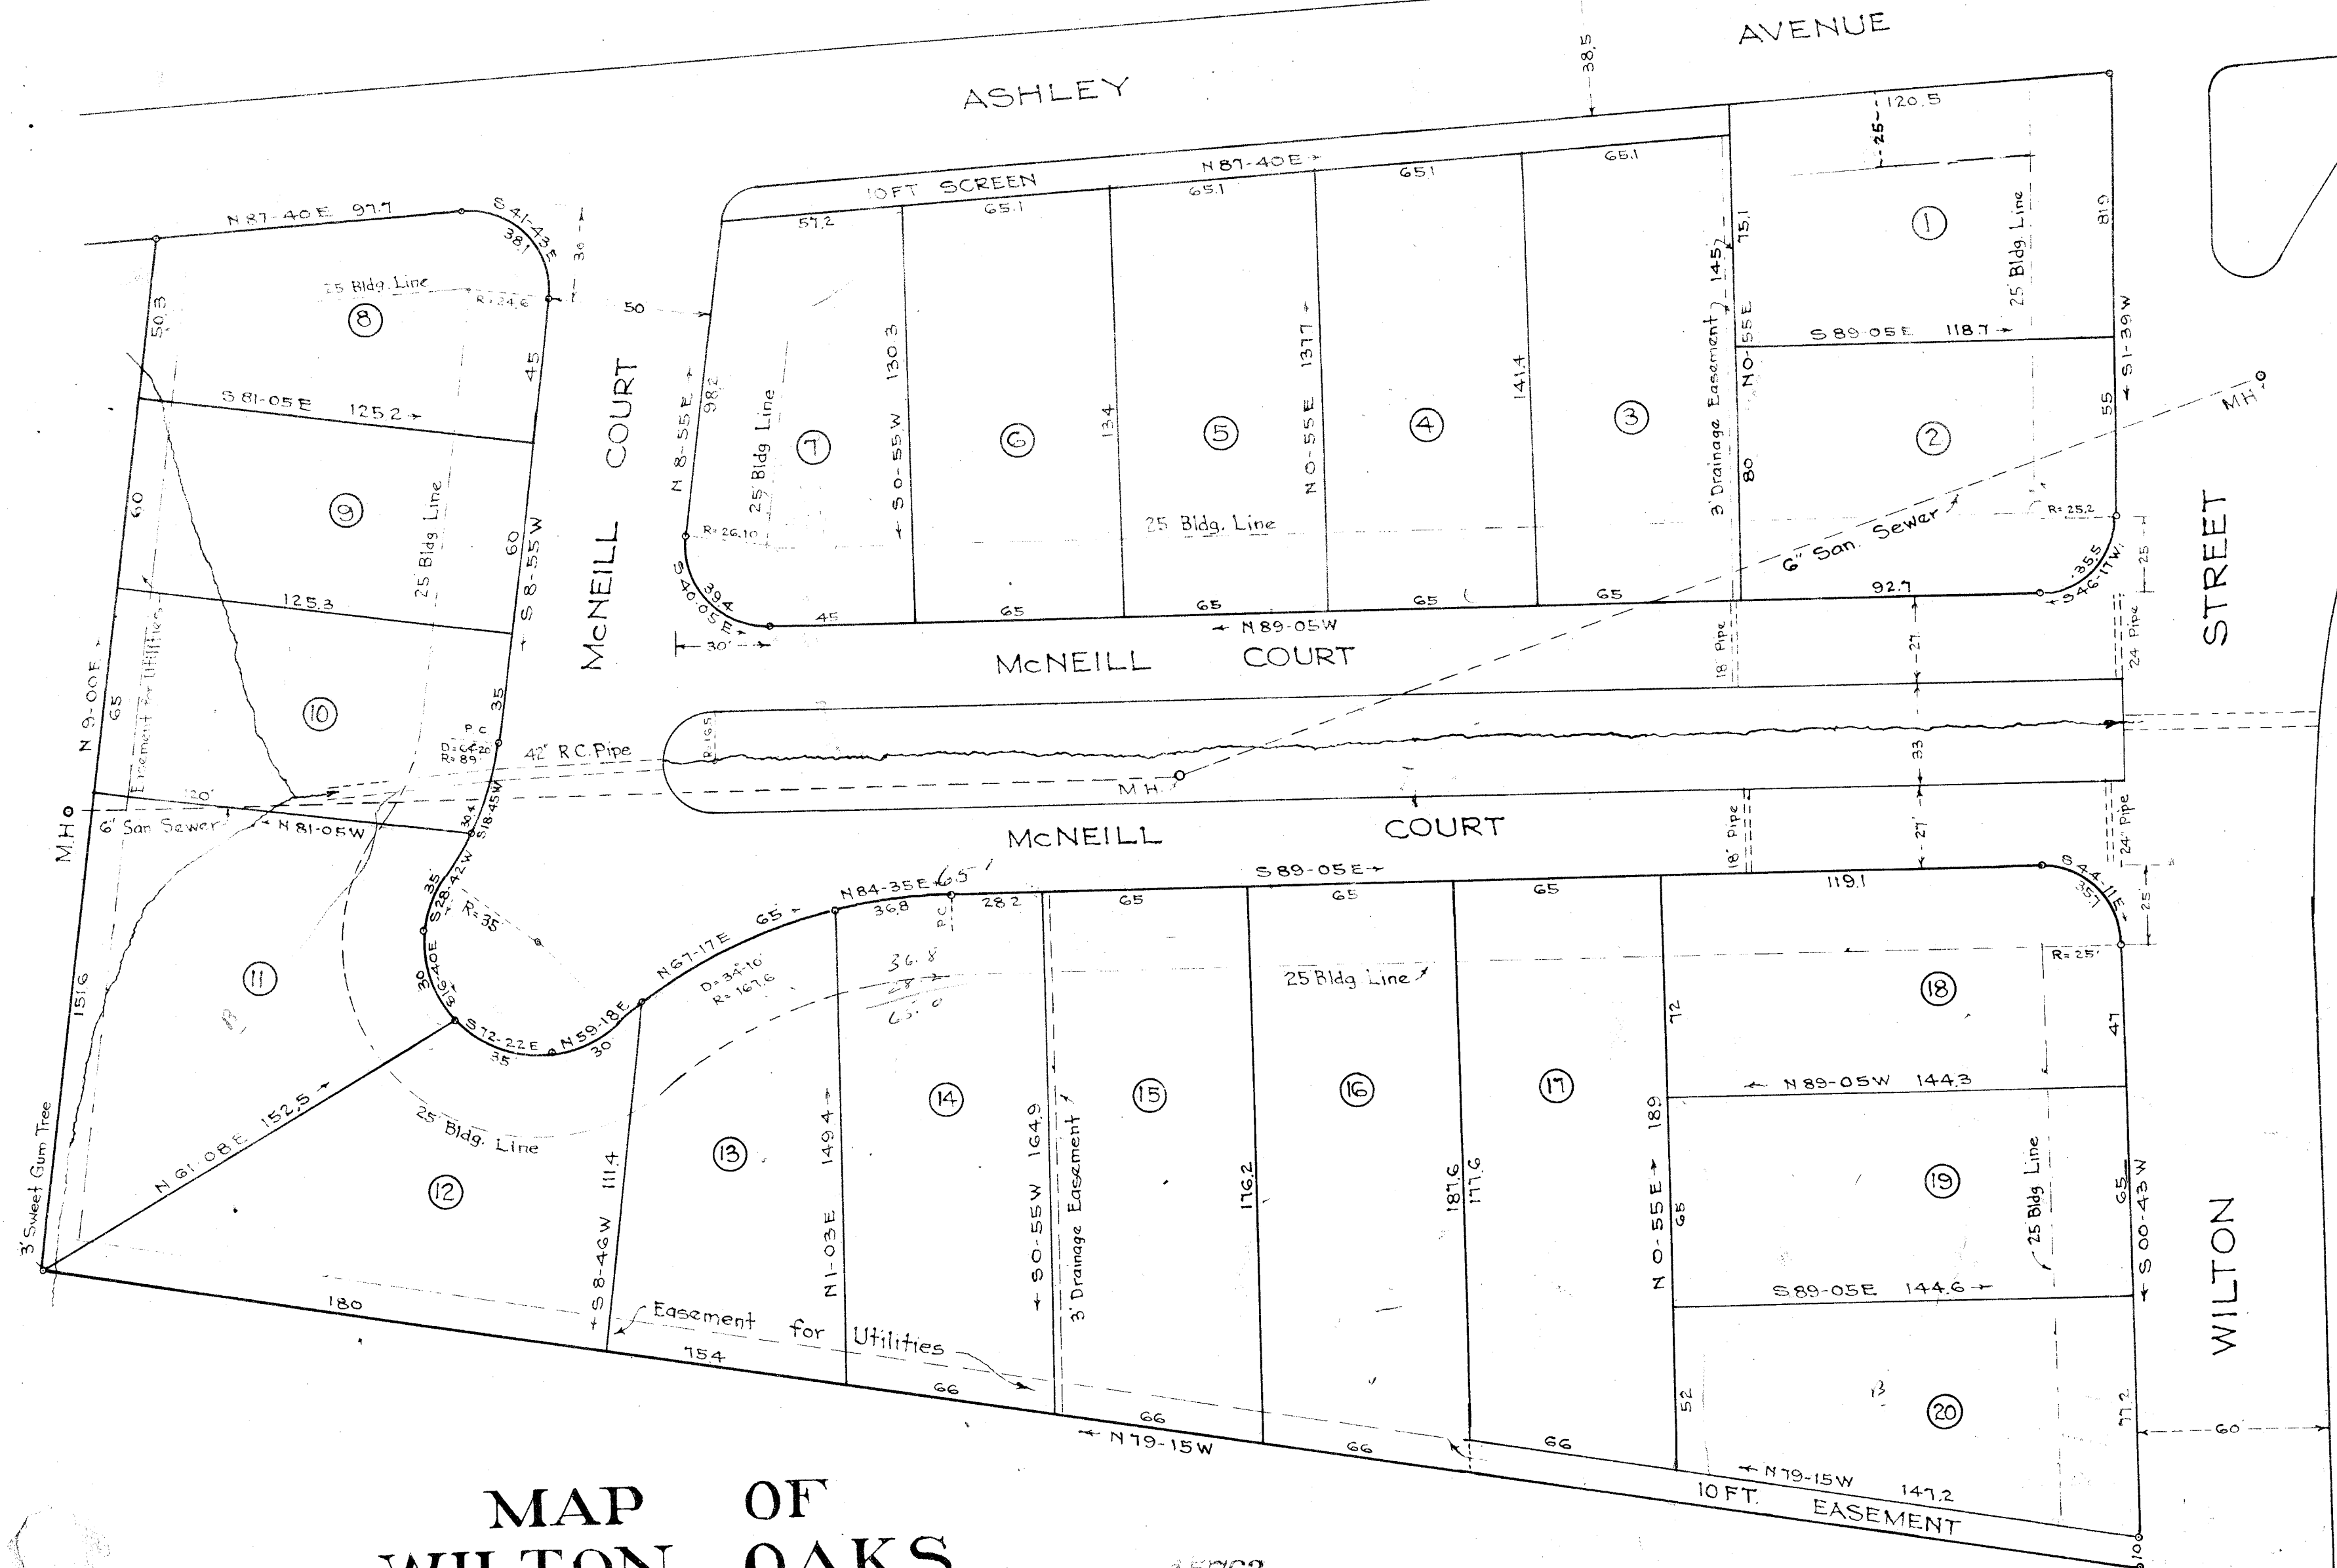 AVENUE
ASHLEY
38.5
120.5
25
N 87-40 E
10 FT SCREEN
65.1
65.1
65.1
65.1
57.2
N 87-40 E 97.7
S 41-43 E
38.1
30
25 Bldg. Line
R=24.6
8
50.3
45
50
S 81-05 E 125.2
9
60
60
25 Bldg Line
S 8-55 W
125.3
Easement for Utilities
N 9-00 E
65
10
35
P.C.
R=89'
120'
6" San Sewer
N 81-05 W
M.H.
30
S 18-45 W
42" R.C. Pipe
McNEILL COURT
N 8-55 E
98.2
25' Bldg Line
7
R=26.10
S 40-05 E
39.4
30'
45
S 0-55 W 130.3
6
134
5
N 0-55 E 137.7
4
141.4
3
25 Bldg. Line
65
65
65
65
N 89-05 W
3' Drainage Easement
145
75.1
N 0-55 E
80
1
25' Bldg. Line
81.9
S 89-05 E 118.7
S 1-39 W
55
2
MH
6" San. Sewer
R=25.2
25
35.5
S 46-17 W
92.7
McNEILL COURT
18" Pipe
27
24" Pipe
STREET
R=16.5
M H.
33
McNEILL COURT
18" Pipe
27
24" Pipe
35
S 28-42 W
R=35'
30
S 16-40 E
S 72-22 E
35
N 59-18 E
30
N 67-17 E
65
D=34-10'
R=167.6
N 84-35 E
65'
36.8
P.C.
28.2
36.8
28.2
65.0
S 89-05 E
65
65
65
119.1
S 44-11 E
35.7
25'
R=25'
25 Bldg Line
11
151.6
3' Sweet Gum Tree
N 61-08 E 152.5
25' Bldg. Line
12
180
S 8-46 W 111.4
13
N 1-03 E 149.4
14
S 0-55 W 164.9
3' Drainage Easement
15
176.2
16
187.6
177.6
17
N 0-55 E 189
72
65
52
18
47
N 89-05 W 144.3
19
65
25 Bldg Line
S 00-43 W
S 89-05 E 144.6
20
77.2
60
WILTON
Easement for Utilities
75.4
66
66
66
66
N 79-15 W
N 79-15 W 147.2
10 FT. EASEMENT
10
MAP OF
WILTON OAKS